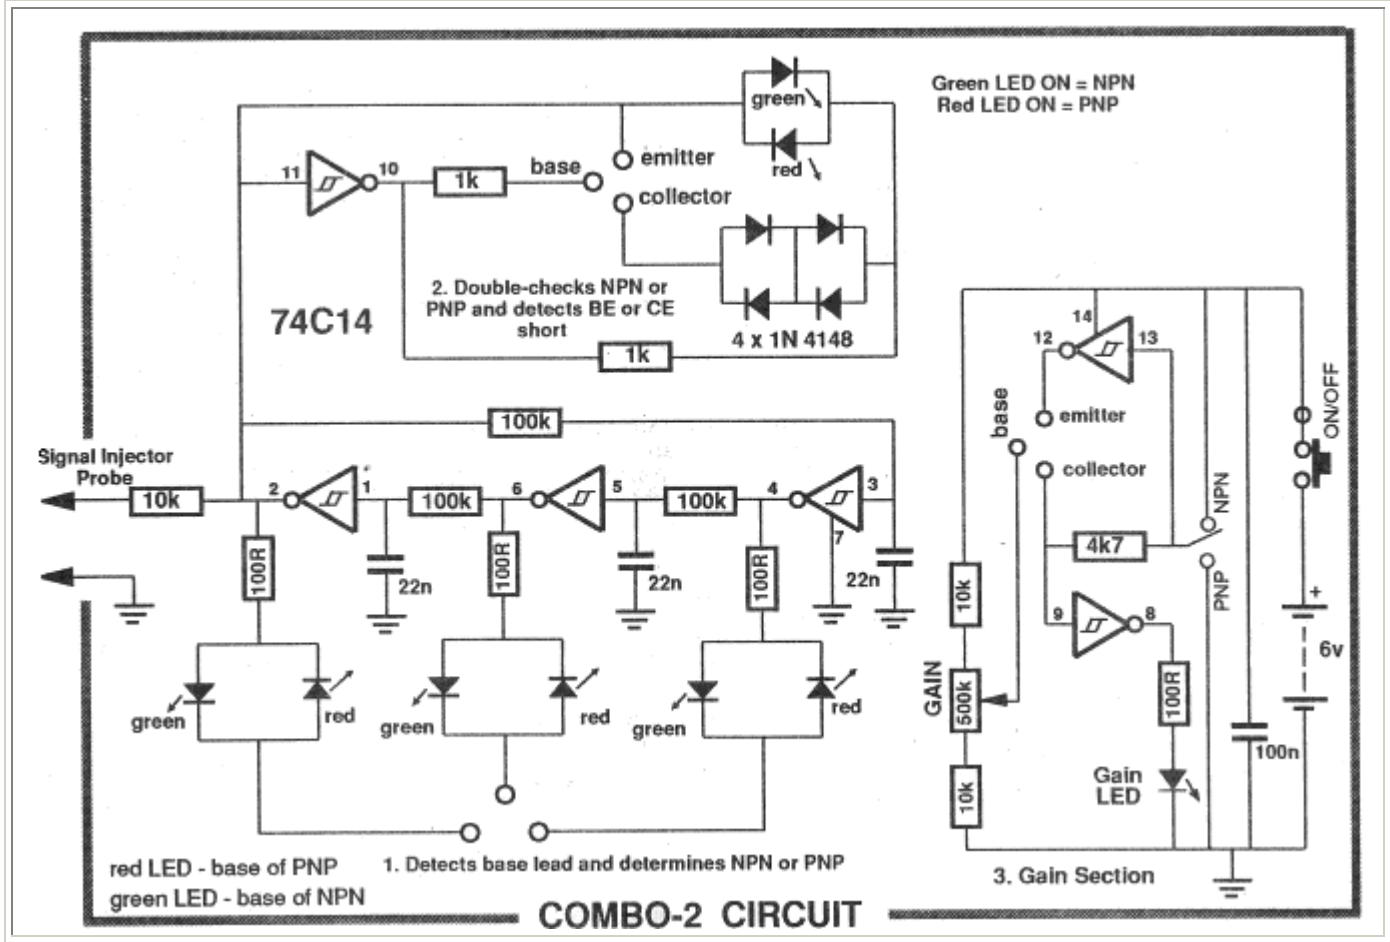 Green LED ON = NPN
Red LED ON = PNP
green
red
emitter
base
collector
11
10
1k
2. Double-checks NPN or
PNP and detects BE or CE
short
74C14
4 x 1N 4148
1k
14
12
13
base
emitter
collector
ON/OFF
100k
Signal Injector
Probe
10k
2
1
100k
6
5
100k
4
3
7
22n
22n
22n
100R
100R
100R
4k7
NPN
PNP
10k
9
8
+
6v
GAIN
500k
100R
100n
green
red
green
red
green
red
Gain
LED
10k
red LED - base of PNP
green LED - base of NPN
1. Detects base lead and determines NPN or PNP
3. Gain Section
COMBO-2 CIRCUIT